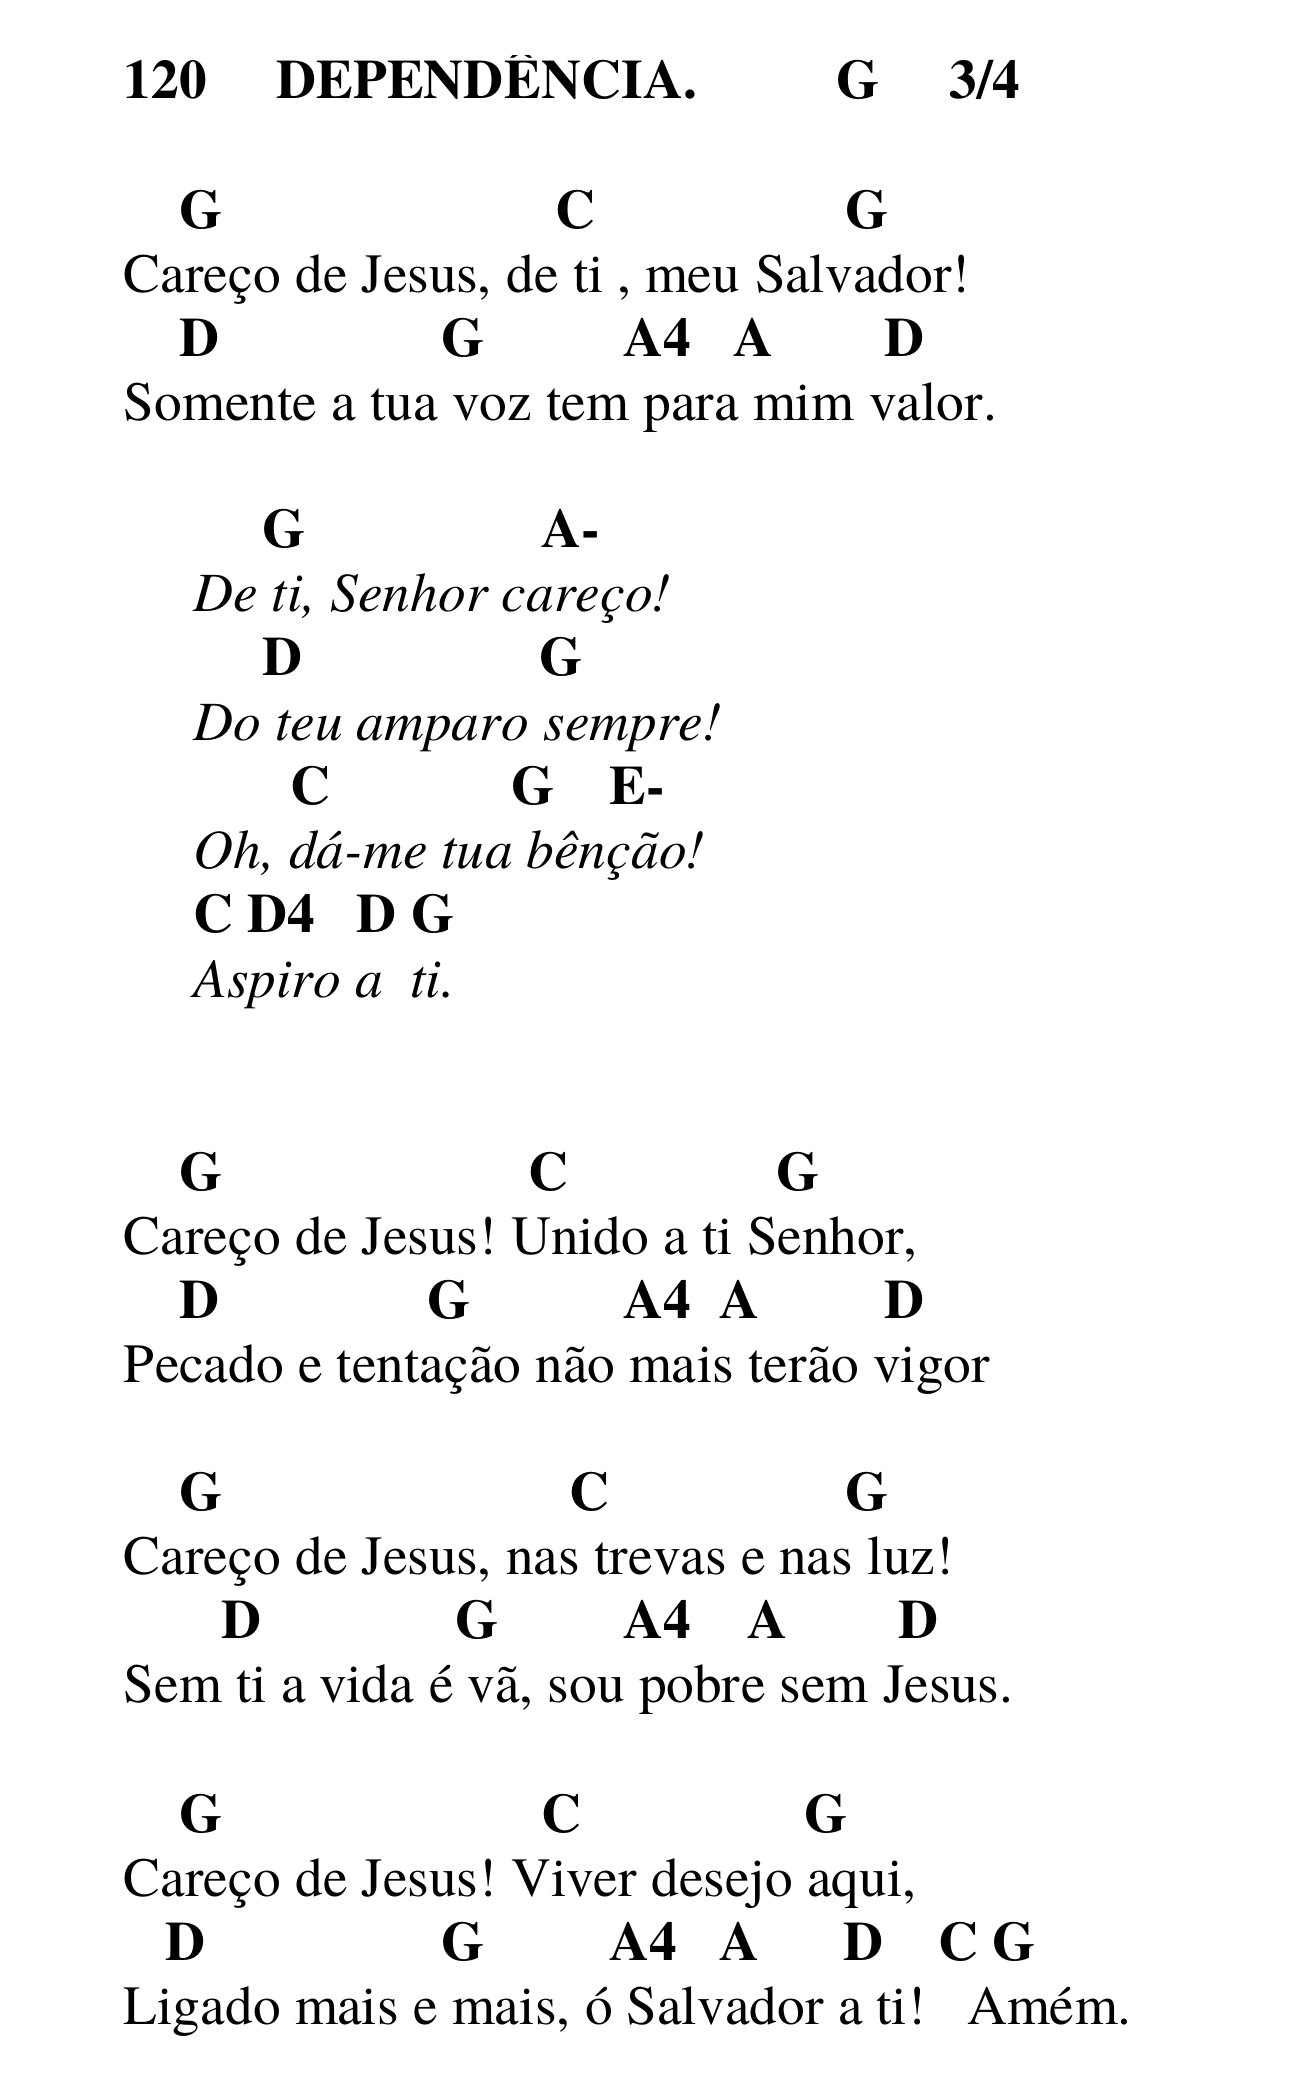 120 DEPENDÊNCIA. G 3/4
G C G
Careço de Jesus, de ti , meu Salvador!
D G A4 A D
Somente a tua voz tem para mim valor.
G A-
De ti, Senhor careço!
D G
Do teu amparo sempre!
C G E-
Oh, dá-me tua bênção!
C D4 D G
Aspiro a ti.
G C G
Careço de Jesus! Unido a ti Senhor,
D G A4 A D
Pecado e tentação não mais terão vigor
G C G
Careço de Jesus, nas trevas e nas luz!
D G A4 A D
Sem ti a vida é vã, sou pobre sem Jesus.
G C G
Careço de Jesus! Viver desejo aqui,
D G A4 A D C G
Ligado mais e mais, ó Salvador a ti! Amém.